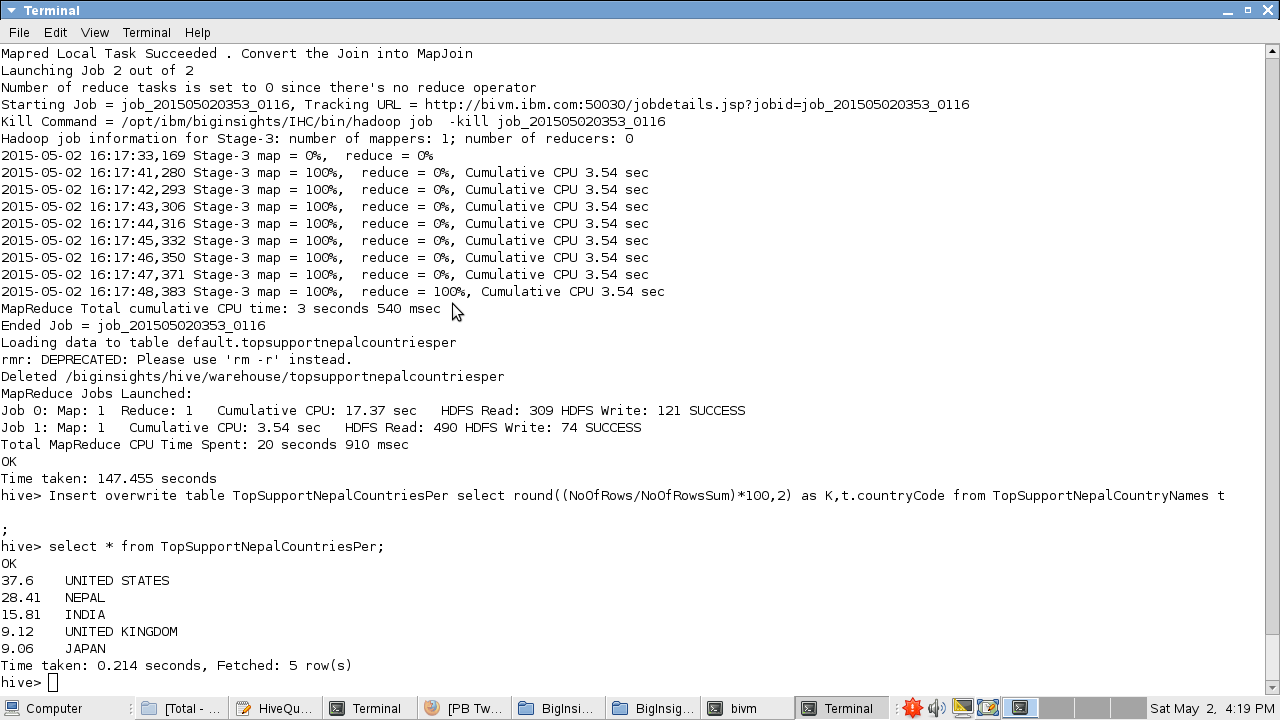 Terminal
File Edit View Terminal Help
Mapred Local Task Succeeded . Convert the Join into MapJoin
Launching Job 2 out of 2
Number of reduce tasks is set to 0 since there's no reduce operator
Starting Job = job_201505020353_0116, Tracking URL = http://bivm.ibm.com:50030/jobdetails.jsp?jobid=job_201505020353_0116
Kill Command = /opt/ibm/biginsights/IHC/bin/hadoop job  -kill job_201505020353_0116
Hadoop job information for Stage-3: number of mappers: 1; number of reducers: 0
2015-05-02 16:17:33,169 Stage-3 map = 0%,  reduce = 0%
2015-05-02 16:17:41,280 Stage-3 map = 100%,  reduce = 0%, Cumulative CPU 3.54 sec
2015-05-02 16:17:42,293 Stage-3 map = 100%,  reduce = 0%, Cumulative CPU 3.54 sec
2015-05-02 16:17:43,306 Stage-3 map = 100%,  reduce = 0%, Cumulative CPU 3.54 sec
2015-05-02 16:17:44,316 Stage-3 map = 100%,  reduce = 0%, Cumulative CPU 3.54 sec
2015-05-02 16:17:45,332 Stage-3 map = 100%,  reduce = 0%, Cumulative CPU 3.54 sec
2015-05-02 16:17:46,350 Stage-3 map = 100%,  reduce = 0%, Cumulative CPU 3.54 sec
2015-05-02 16:17:47,371 Stage-3 map = 100%,  reduce = 0%, Cumulative CPU 3.54 sec
2015-05-02 16:17:48,383 Stage-3 map = 100%,  reduce = 100%, Cumulative CPU 3.54 sec
MapReduce Total cumulative CPU time: 3 seconds 540 msec
Ended Job = job_201505020353_0116
Loading data to table default.topsupportnepalcountriesper
rmr: DEPRECATED: Please use 'rm -r' instead.
Deleted /biginsights/hive/warehouse/topsupportnepalcountriesper
MapReduce Jobs Launched:
Job 0: Map: 1  Reduce: 1   Cumulative CPU: 17.37 sec   HDFS Read: 309 HDFS Write: 121 SUCCESS
Job 1: Map: 1   Cumulative CPU: 3.54 sec   HDFS Read: 490 HDFS Write: 74 SUCCESS
Total MapReduce CPU Time Spent: 20 seconds 910 msec
OK
Time taken: 147.455 seconds
hive> Insert overwrite table TopSupportNepalCountriesPer select round((NoOfRows/NoOfRowsSum)*100,2) as K,t.countryCode from TopSupportNepalCountryNames t
;
hive> select * from TopSupportNepalCountriesPer;
OK
37.6    UNITED STATES
28.41   NEPAL
15.81   INDIA
9.12    UNITED KINGDOM
9.06    JAPAN
Time taken: 0.214 seconds, Fetched: 5 row(s)
hive>
Computer [Total - HiveQu... Terminal [PB Tw... BigInsi... BigInsig... bivm Terminal Sat May 2, 4:19 PM